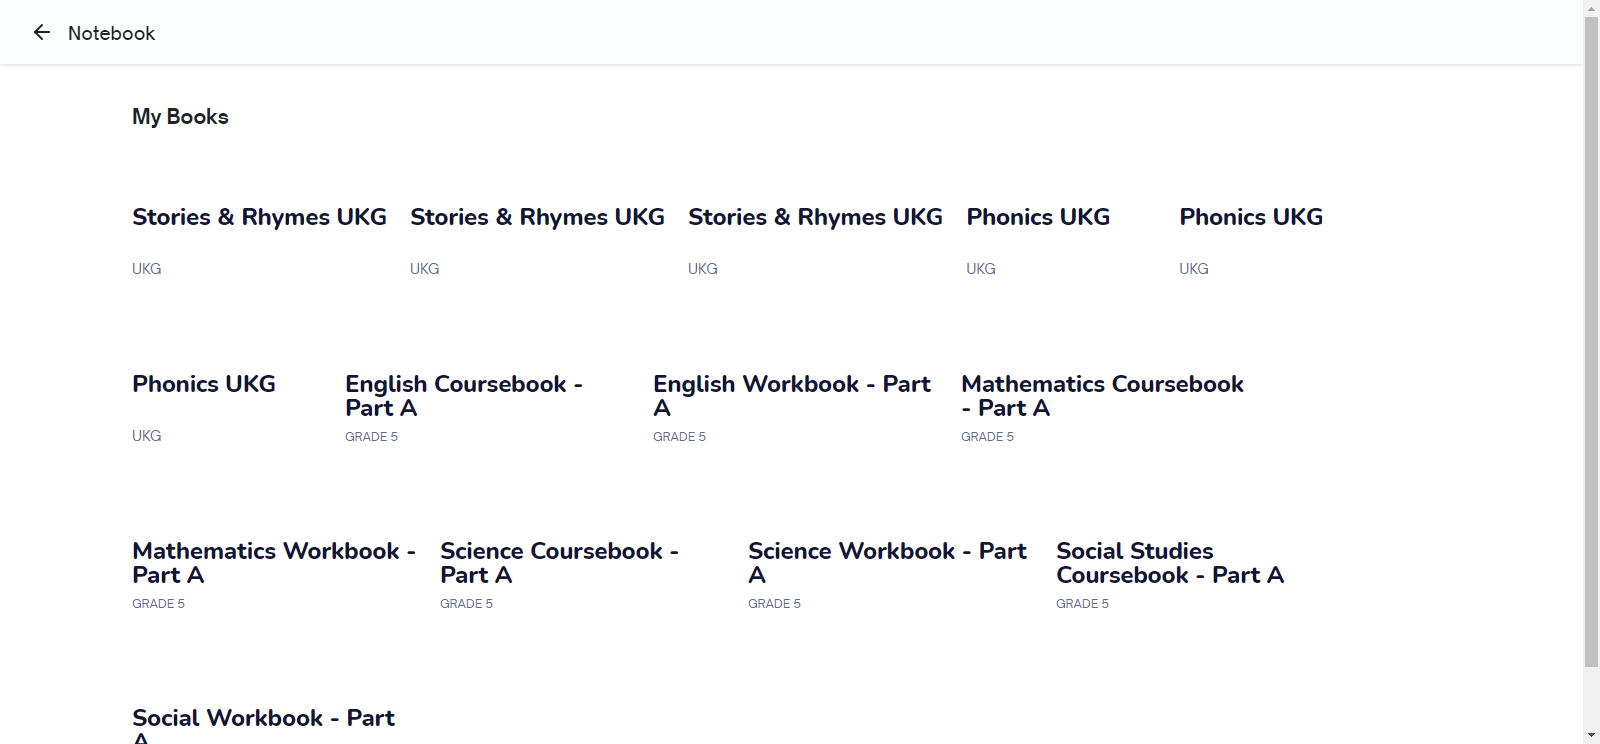 Notebook
My Books
Stories & Rhymes UKG
UKG
Stories & Rhymes UKG
UKG
Stories & Rhymes UKG
UKG
Phonics UKG
UKG
Phonics UKG
UKG
Phonics UKG
UKG
English Coursebook -
Part A
GRADE 5
English Workbook - Part
A
GRADE 5
Mathematics Coursebook
- Part A
GRADE 5
Mathematics Workbook -
Part A
GRADE 5
Science Coursebook -
Part A
GRADE 5
Science Workbook - Part
A
GRADE 5
Social Studies
Coursebook - Part A
GRADE 5
Social Workbook - Part
A